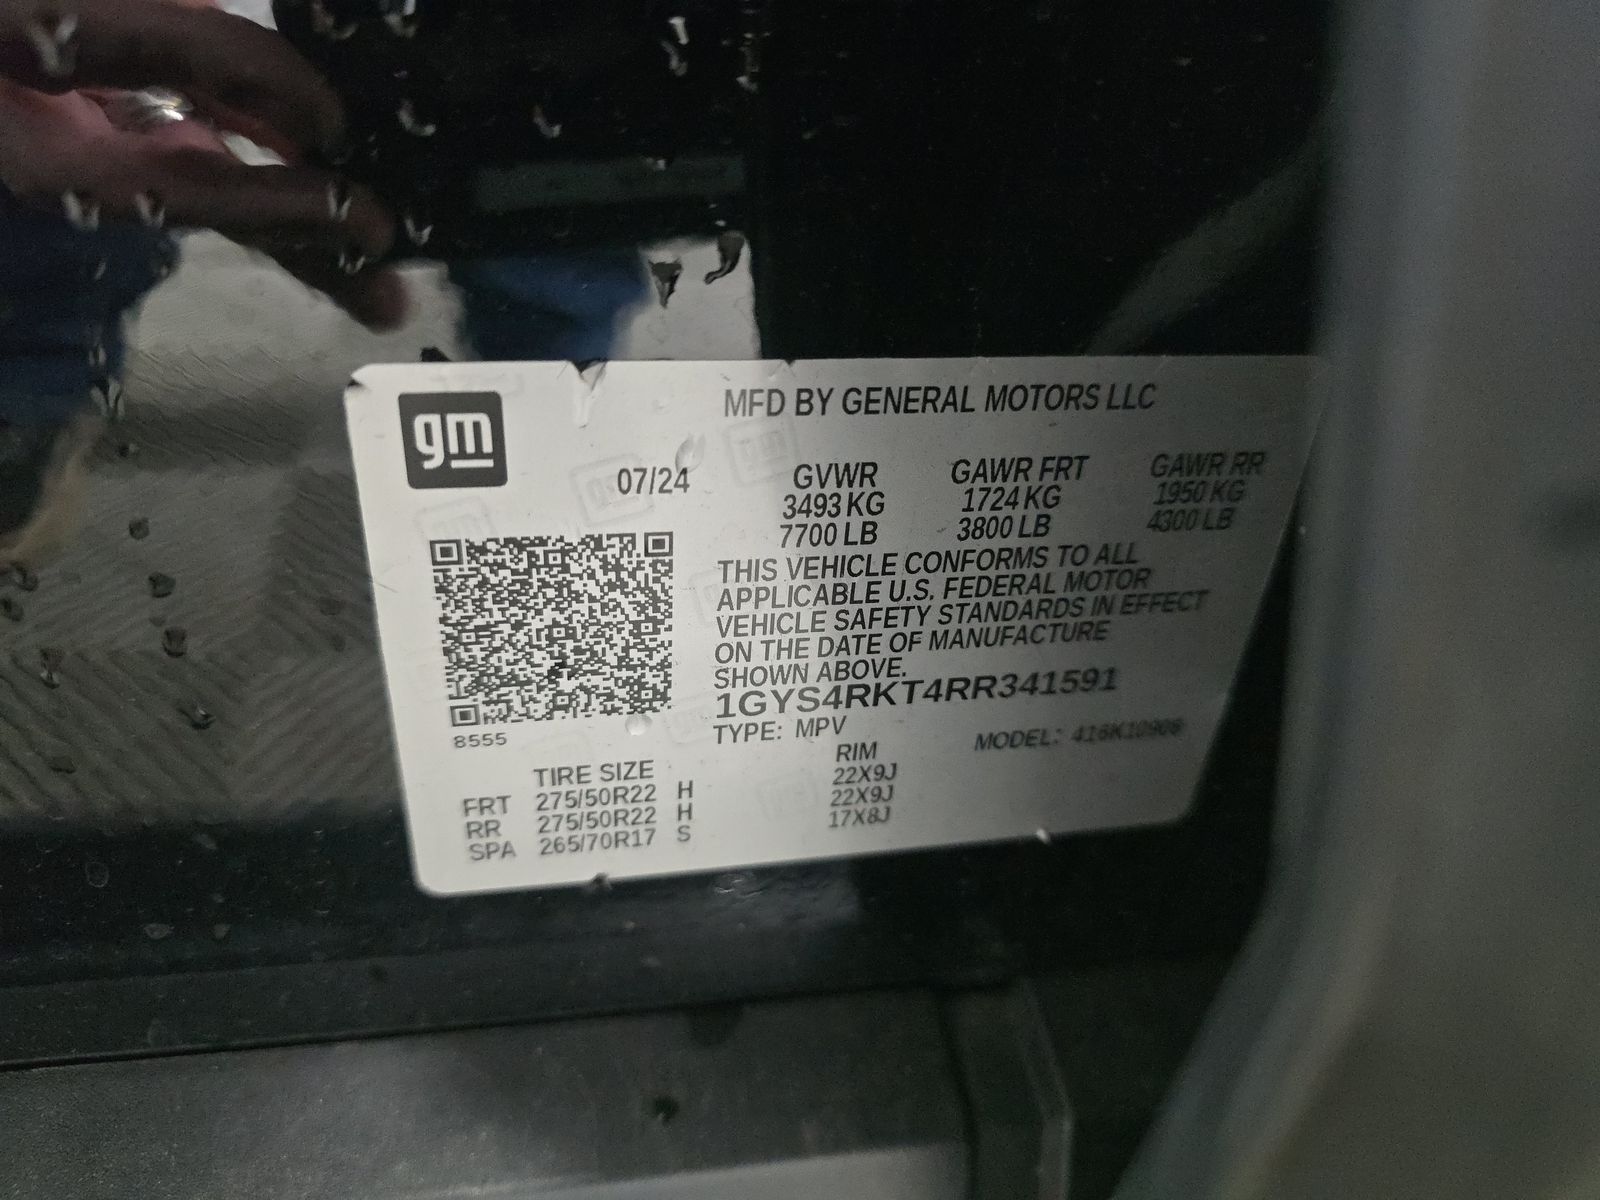 gm
MFD BY GENERAL MOTORS LLC
07/24 GVWR GAWR FRT GAWR RR
3493 KG 1724 KG 1950 KG
7700 LB 3800 LB 4300 LB
THIS VEHICLE CONFORMS TO ALL
APPLICABLE U.S. FEDERAL MOTOR
VEHICLE SAFETY STANDARDS IN EFFECT
ON THE DATE OF MANUFACTURE
SHOWN ABOVE.
1GYS4RKT4RR341591
8555
TYPE: MPV MODEL:
TIRE SIZE RIM
FRT 275/50R22 H 22X9J
RR 275/50R22 H 22X9J
SPA 265/70R17 S 17X8J